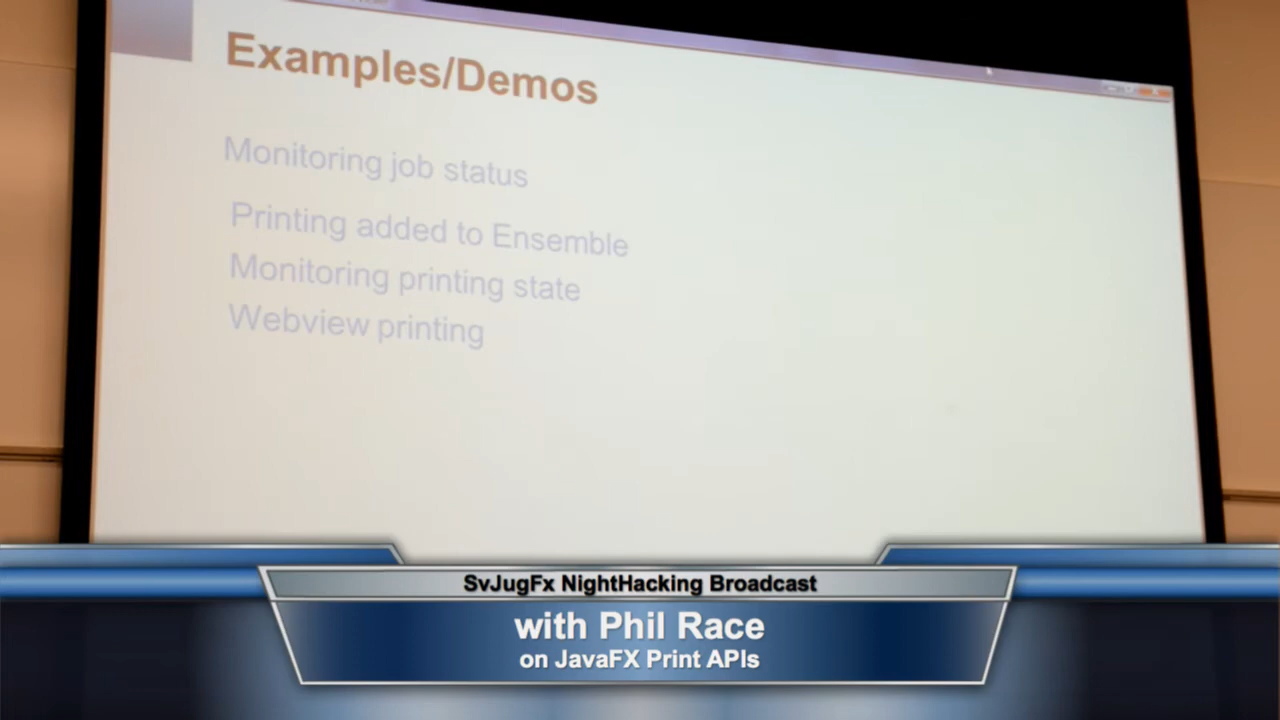 Examples/Demos
Monitoring job status
Printing added to Ensemble
Monitoring printing state
Webview printing
SvJugFx NightHacking Broadcast
with Phil Race
on JavaFX Print APIs